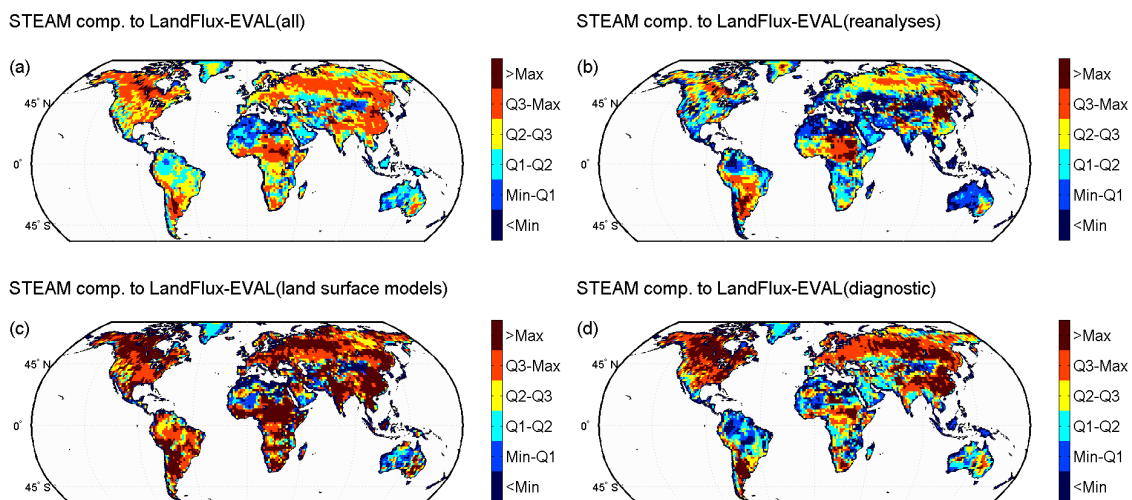 STEAM comp. to LandFlux-EVAL(all)
(a)
45° N
0°
45° S
>Max
Q3-Max
Q2-Q3
Q1-Q2
Min-Q1
<Min
STEAM comp. to LandFlux-EVAL(reanalyses)
(b)
45° N
0°
45° S
>Max
Q3-Max
Q2-Q3
Q1-Q2
Min-Q1
<Min
STEAM comp. to LandFlux-EVAL(land surface models)
(c)
45° N
0°
45° S
>Max
Q3-Max
Q2-Q3
Q1-Q2
Min-Q1
<Min
STEAM comp. to LandFlux-EVAL(diagnostic)
(d)
45° N
0°
45° S
>Max
Q3-Max
Q2-Q3
Q1-Q2
Min-Q1
<Min